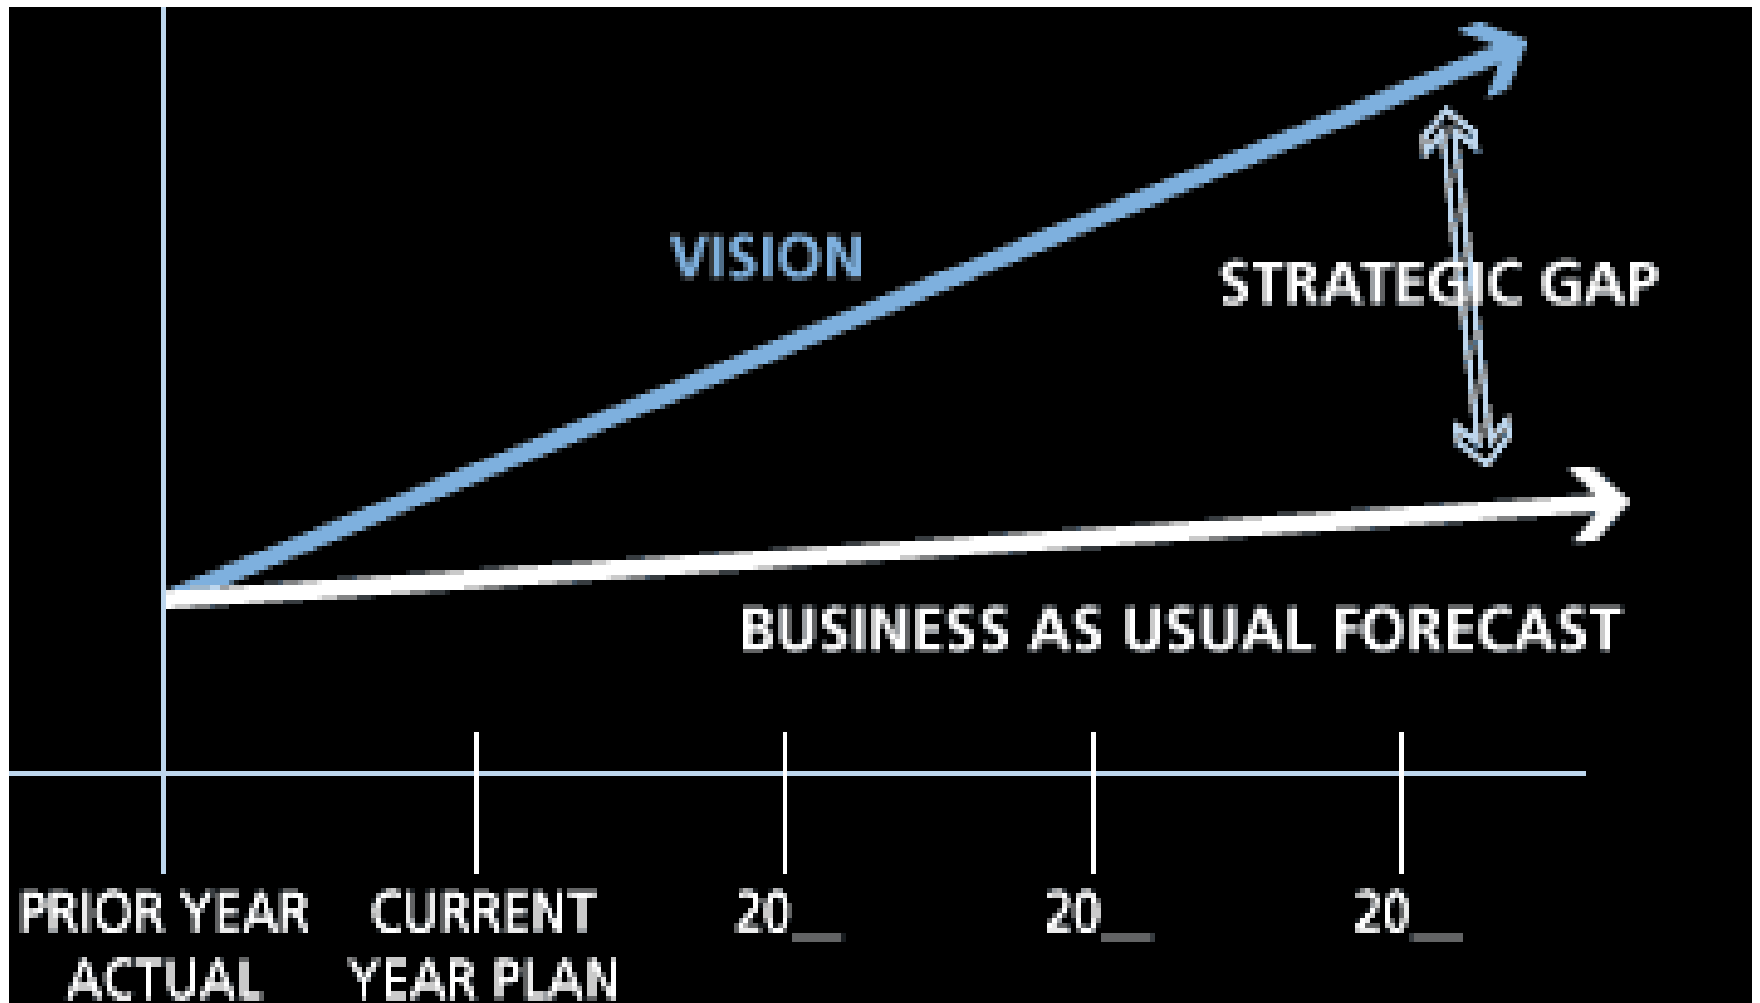 VISION
STRATEGIC GAP
BUSINESS AS USUAL FORECAST
PRIOR YEAR
ACTUAL
CURRENT
YEAR PLAN
20__
20__
20__